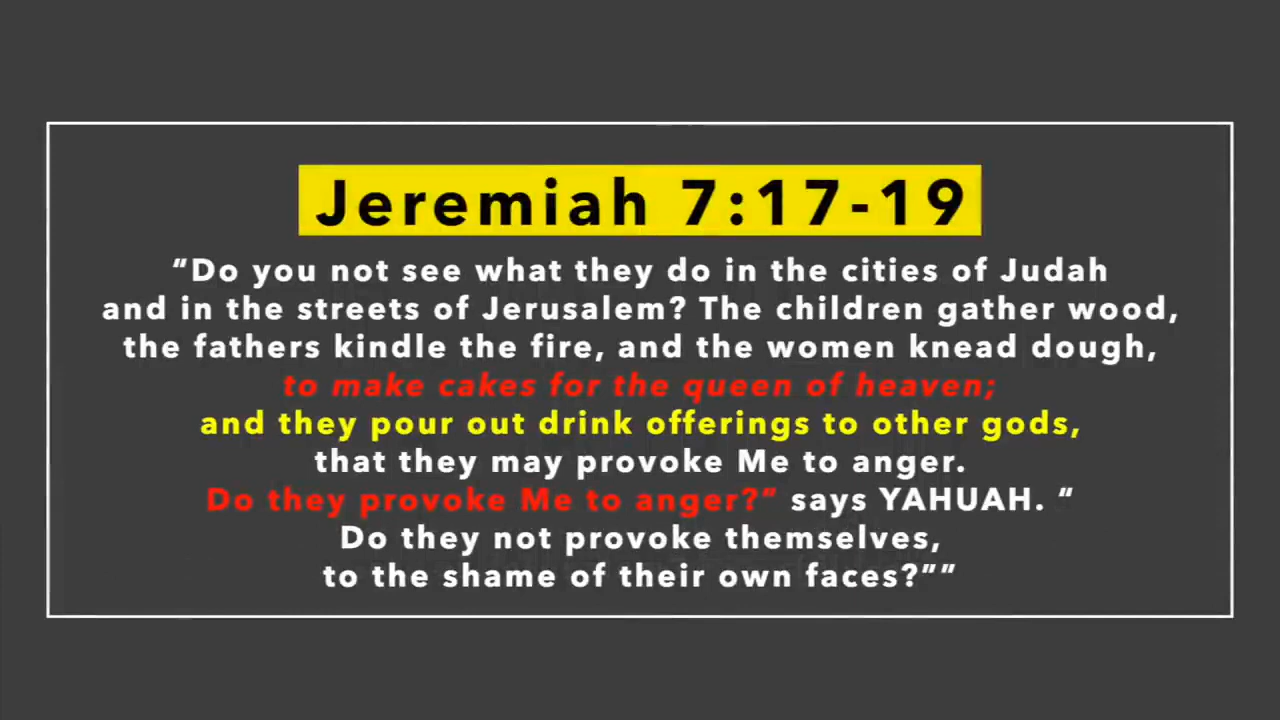 Jeremiah 7:17-19
“Do you not see what they do in the cities of Judah
and in the streets of Jerusalem? The children gather wood,
the fathers kindle the fire, and the women knead dough,
to make cakes for the queen of heaven;
and they pour out drink offerings to other gods,
that they may provoke Me to anger.
Do they provoke Me to anger?” says YAHUAH. “
Do they not provoke themselves,
to the shame of their own faces?””